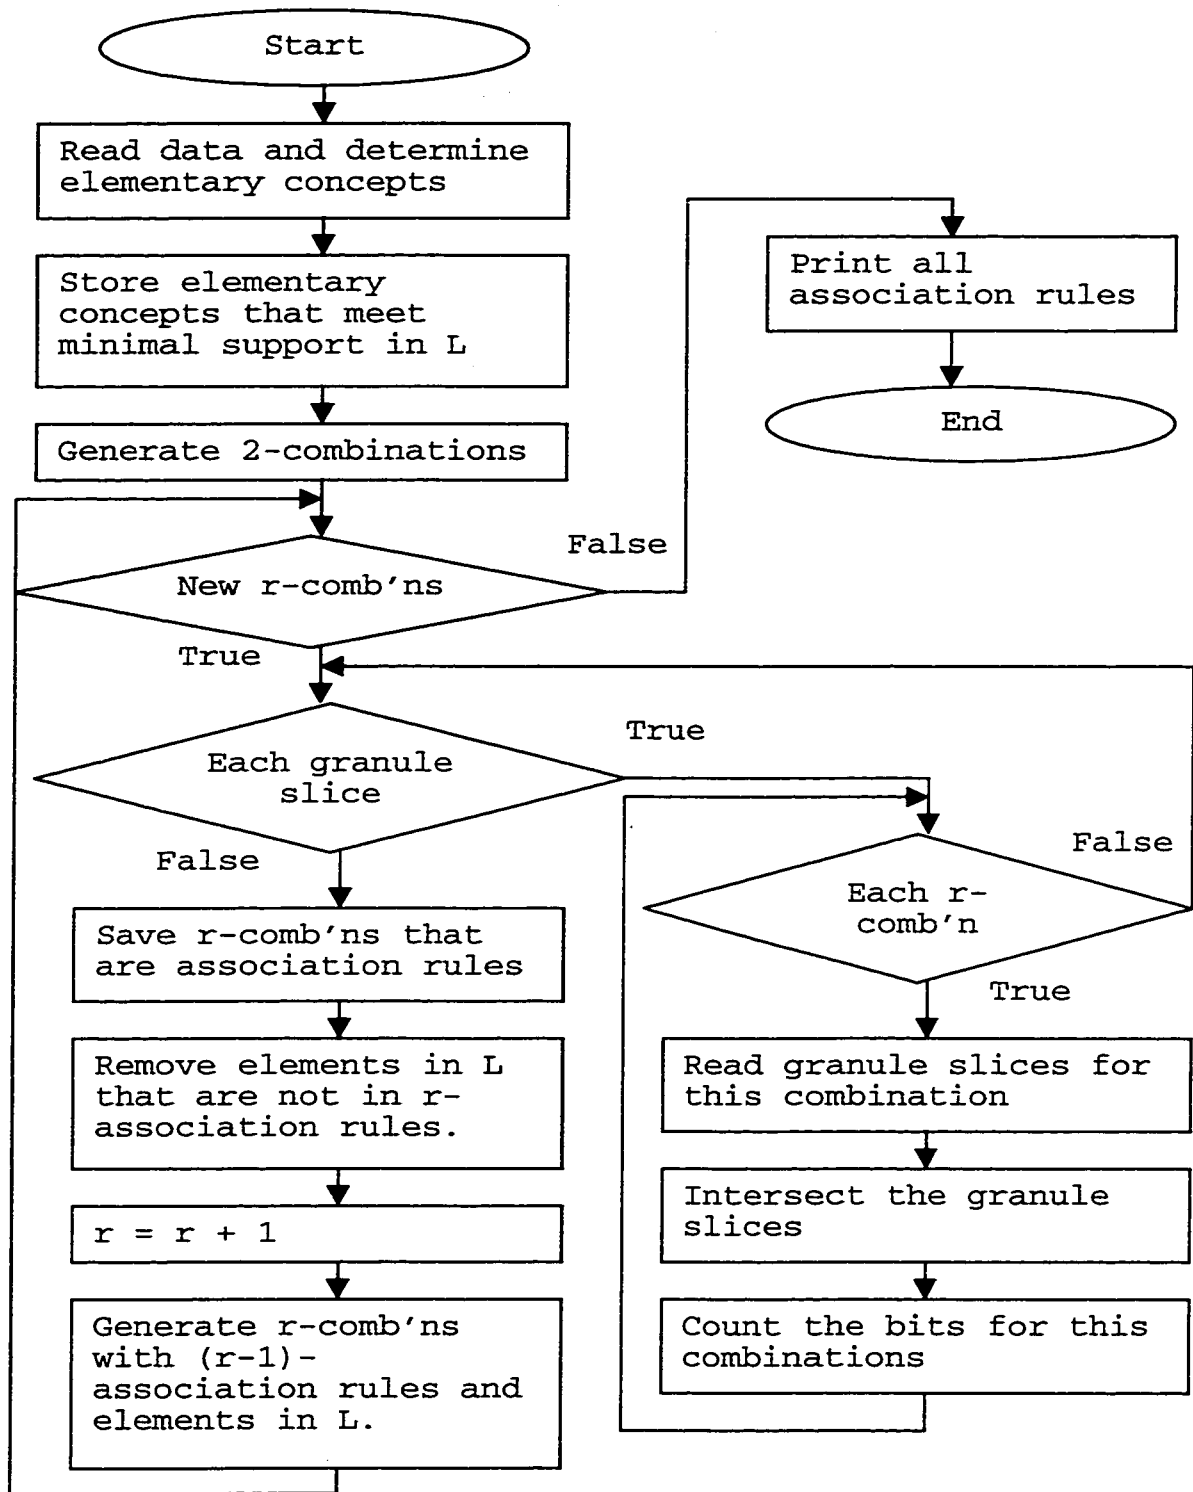 Start
Read data and determine
elementary concepts
Store elementary
concepts that meet
minimal support in L
Generate 2-combinations
Print all
association rules
End
False
New r-comb'ns
True
True
Each granule
slice
False
False
Each r-
comb'n
True
Save r-comb'ns that
are association rules
Remove elements in L
that are not in r-
association rules.
r = r + 1
Generate r-comb'ns
with (r-1)-
association rules and
elements in L.
Read granule slices for
this combination
Intersect the granule
slices
Count the bits for this
combinations